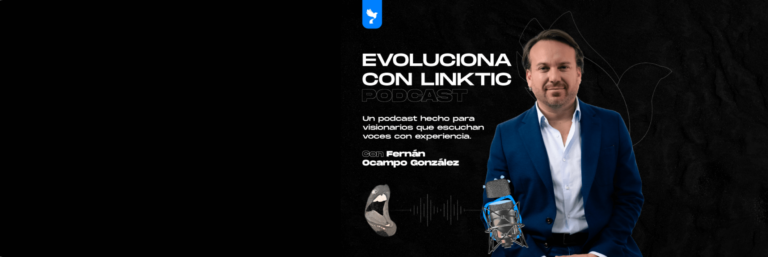 EVOLUCIONA
CON LINKTIC
PODCAST
Un podcast hecho para
visionarios que escuchan
voces con experiencia.
Con Fernán
Ocampo González